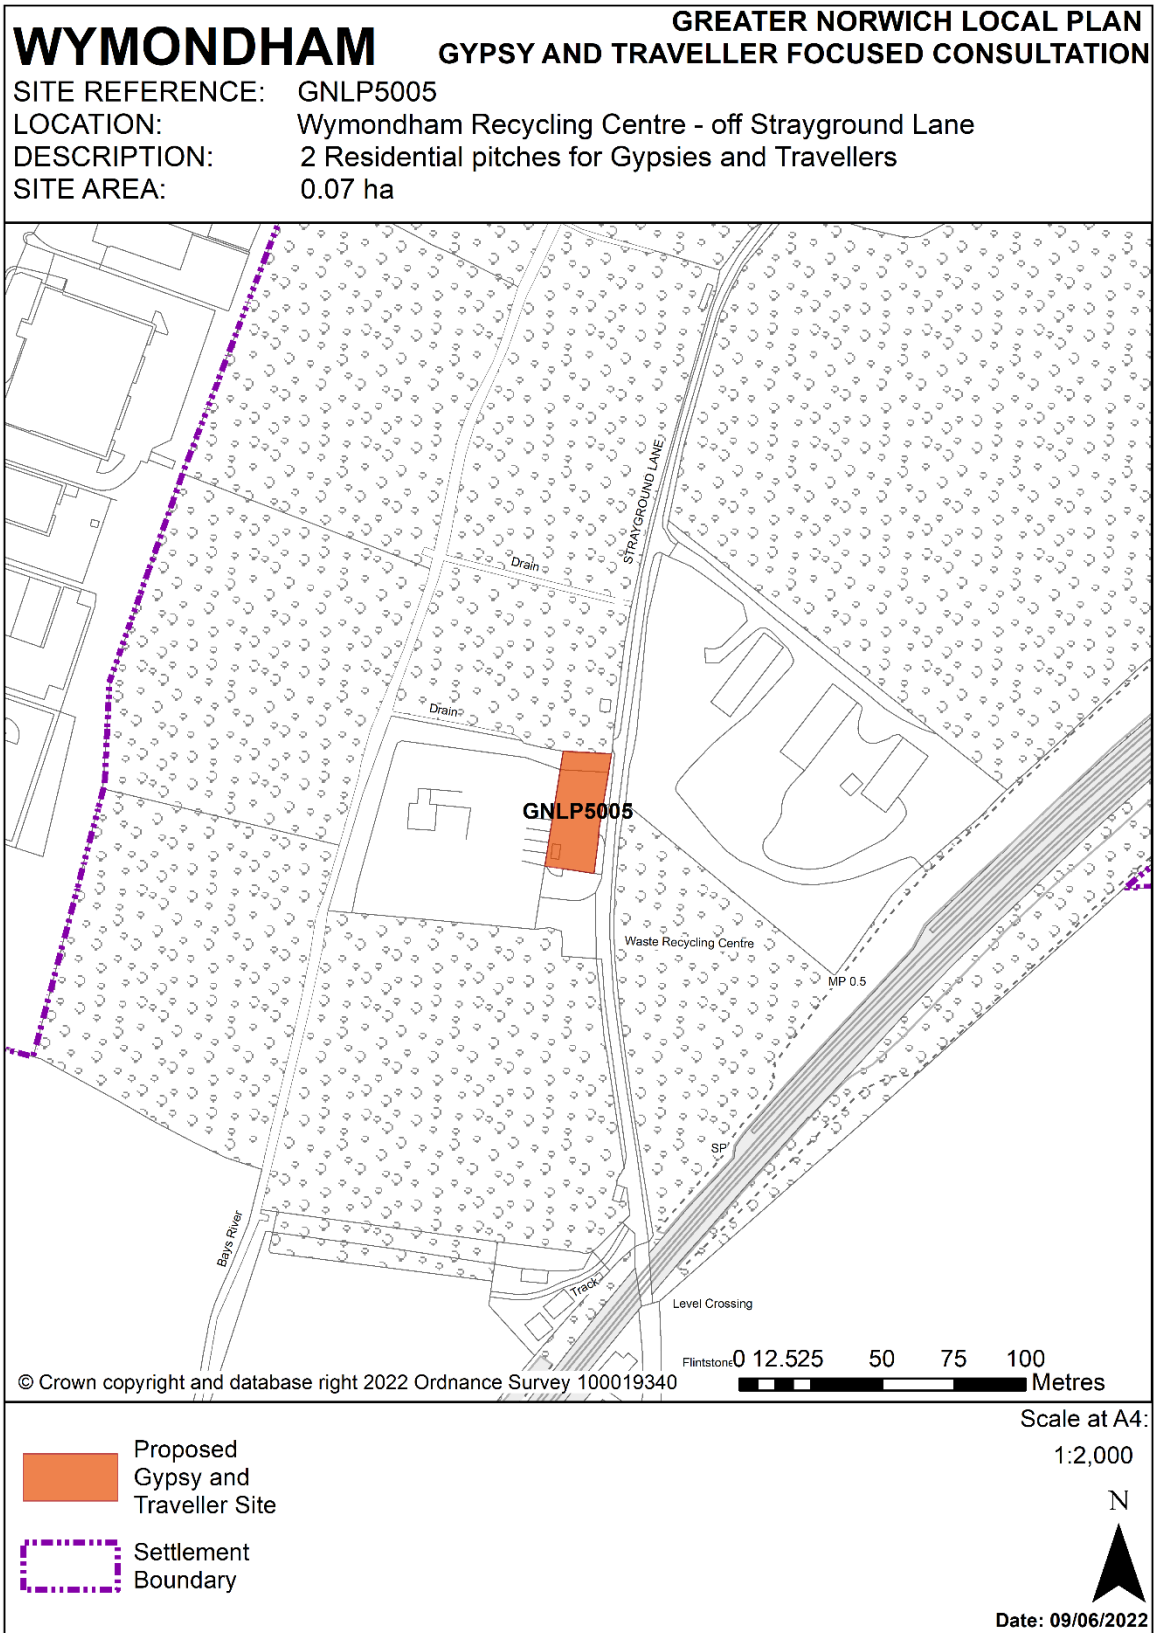 WYMONDHAM
GREATER NORWICH LOCAL PLAN
GYPSY AND TRAVELLER FOCUSED CONSULTATION
SITE REFERENCE: GNLP5005
LOCATION: Wymondham Recycling Centre - off Strayground Lane
DESCRIPTION: 2 Residential pitches for Gypsies and Travellers
SITE AREA: 0.07 ha
STRAYGROUND LANE
Drain
Drain
GNLP5005
Waste Recycling Centre
MP 0.5
SP
Bays River
Track
Level Crossing
Flintstone
0 12.525 50 75 100
Metres
© Crown copyright and database right 2022 Ordnance Survey 100019340
Scale at A4:
1:2,000
Proposed
Gypsy and
Traveller Site
Settlement
Boundary
N
Date: 09/06/2022